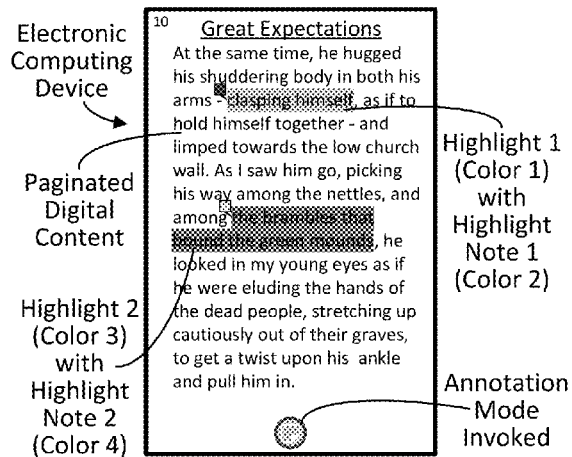 10
Great Expectations
At the same time, he hugged
his shuddering body in both his
arms - clasping himself, as if to
hold himself together - and
limped towards the low church
wall. As I saw him go, picking
his way among the nettles, and
among the brambles that
bound the green mounds, he
looked in my young eyes as if
he were eluding the hands of
the dead people, stretching up
cautiously out of their graves,
to get a twist upon his ankle
and pull him in.
Electronic
Computing
Device
Paginated
Digital
Content
Highlight 2
(Color 3)
with
Highlight
Note 2
(Color 4)
Highlight 1
(Color 1)
with
Highlight
Note 1
(Color 2)
Annotation
Mode
Invoked